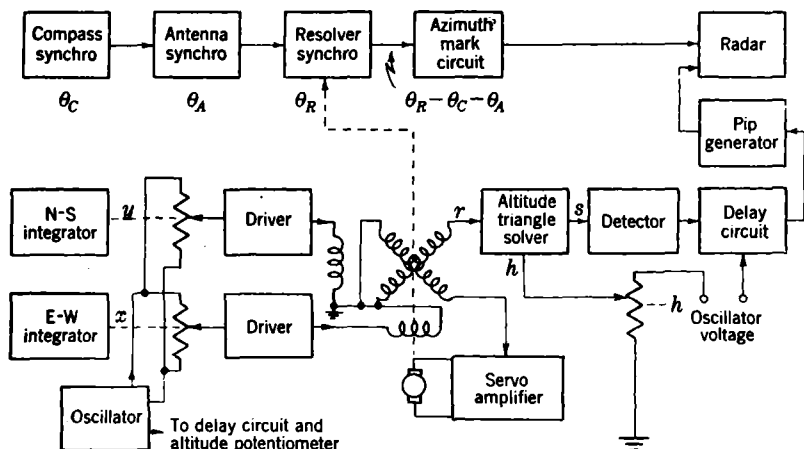 Compass
synchro
Antenna
synchro
Resolver
synchro
Azimuth
mark
circuit
Radar
θC
θA
θR
θR – θC – θA
Pip
generator
N-S
integrator
u
Driver
r
Altitude
triangle
solver
s
Detector
Delay
circuit
h
E-W
integrator
x
Driver
h
Oscillator
voltage
Servo
amplifier
Oscillator
To delay circuit and
altitude potentiometer